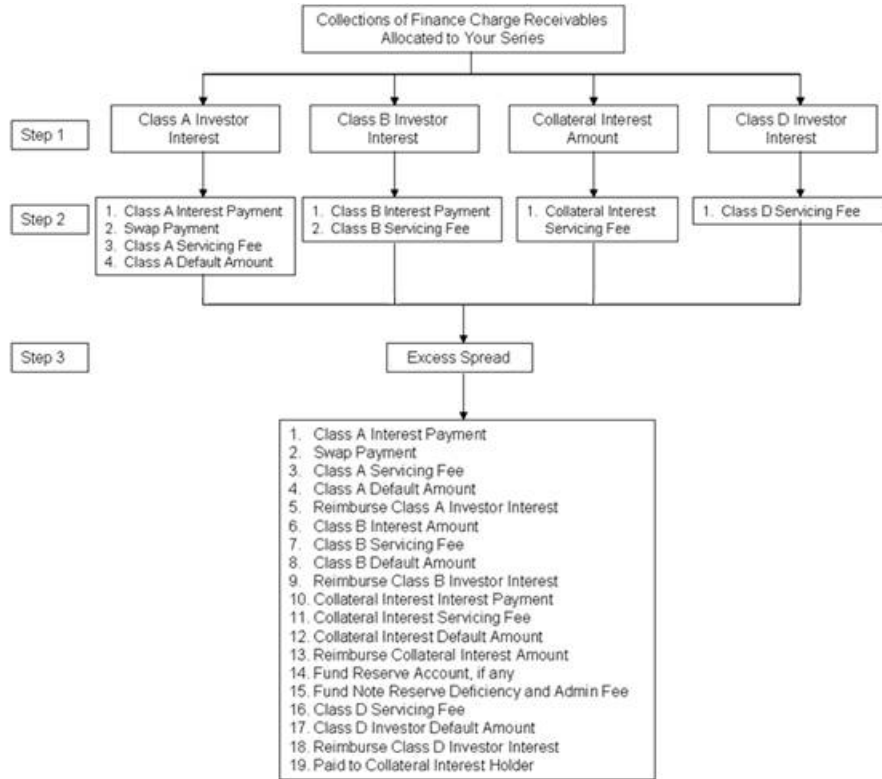 Collections of Finance Charge Receivables
Allocated to Your Series
Step 1
Class A Investor
Interest
Class B Investor
Interest
Collateral Interest
Amount
Class D Investor
Interest
Step 2
1. Class A Interest Payment
2. Swap Payment
3. Class A Servicing Fee
4. Class A Default Amount
1. Class B Interest Payment
2. Class B Servicing Fee
1. Collateral Interest
Servicing Fee
1. Class D Servicing Fee
Step 3
Excess Spread
1. Class A Interest Payment
2. Swap Payment
3. Class A Servicing Fee
4. Class A Default Amount
5. Reimburse Class A Investor Interest
6. Class B Interest Amount
7. Class B Servicing Fee
8. Class B Default Amount
9. Reimburse Class B Investor Interest
10. Collateral Interest Interest Payment
11. Collateral Interest Servicing Fee
12. Collateral Interest Default Amount
13. Reimburse Collateral Interest Amount
14. Fund Reserve Account, if any
15. Fund Note Reserve Deficiency and Admin Fee
16. Class D Servicing Fee
17. Class D Investor Default Amount
18. Reimburse Class D Investor Interest
19. Paid to Collateral Interest Holder